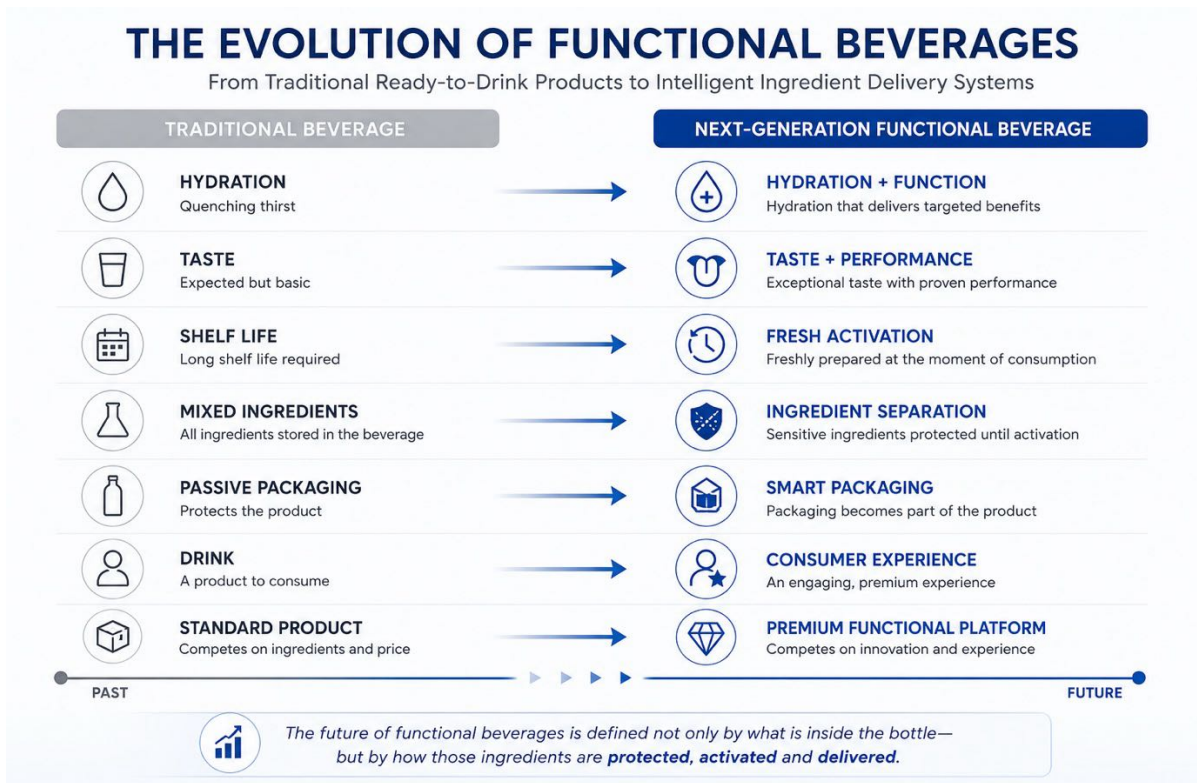 THE EVOLUTION OF FUNCTIONAL BEVERAGES
From Traditional Ready-to-Drink Products to Intelligent Ingredient Delivery Systems
TRADITIONAL BEVERAGE
NEXT-GENERATION FUNCTIONAL BEVERAGE
HYDRATION
Quenching thirst
HYDRATION + FUNCTION
Hydration that delivers targeted benefits
TASTE
Expected but basic
TASTE + PERFORMANCE
Exceptional taste with proven performance
SHELF LIFE
Long shelf life required
FRESH ACTIVATION
Freshly prepared at the moment of consumption
MIXED INGREDIENTS
All ingredients stored in the beverage
INGREDIENT SEPARATION
Sensitive ingredients protected until activation
PASSIVE PACKAGING
Protects the product
SMART PACKAGING
Packaging becomes part of the product
DRINK
A product to consume
CONSUMER EXPERIENCE
An engaging, premium experience
STANDARD PRODUCT
Competes on ingredients and price
PREMIUM FUNCTIONAL PLATFORM
Competes on innovation and experience
PAST
FUTURE
The future of functional beverages is defined not only by what is inside the bottle—
but by how those ingredients are protected, activated and delivered.